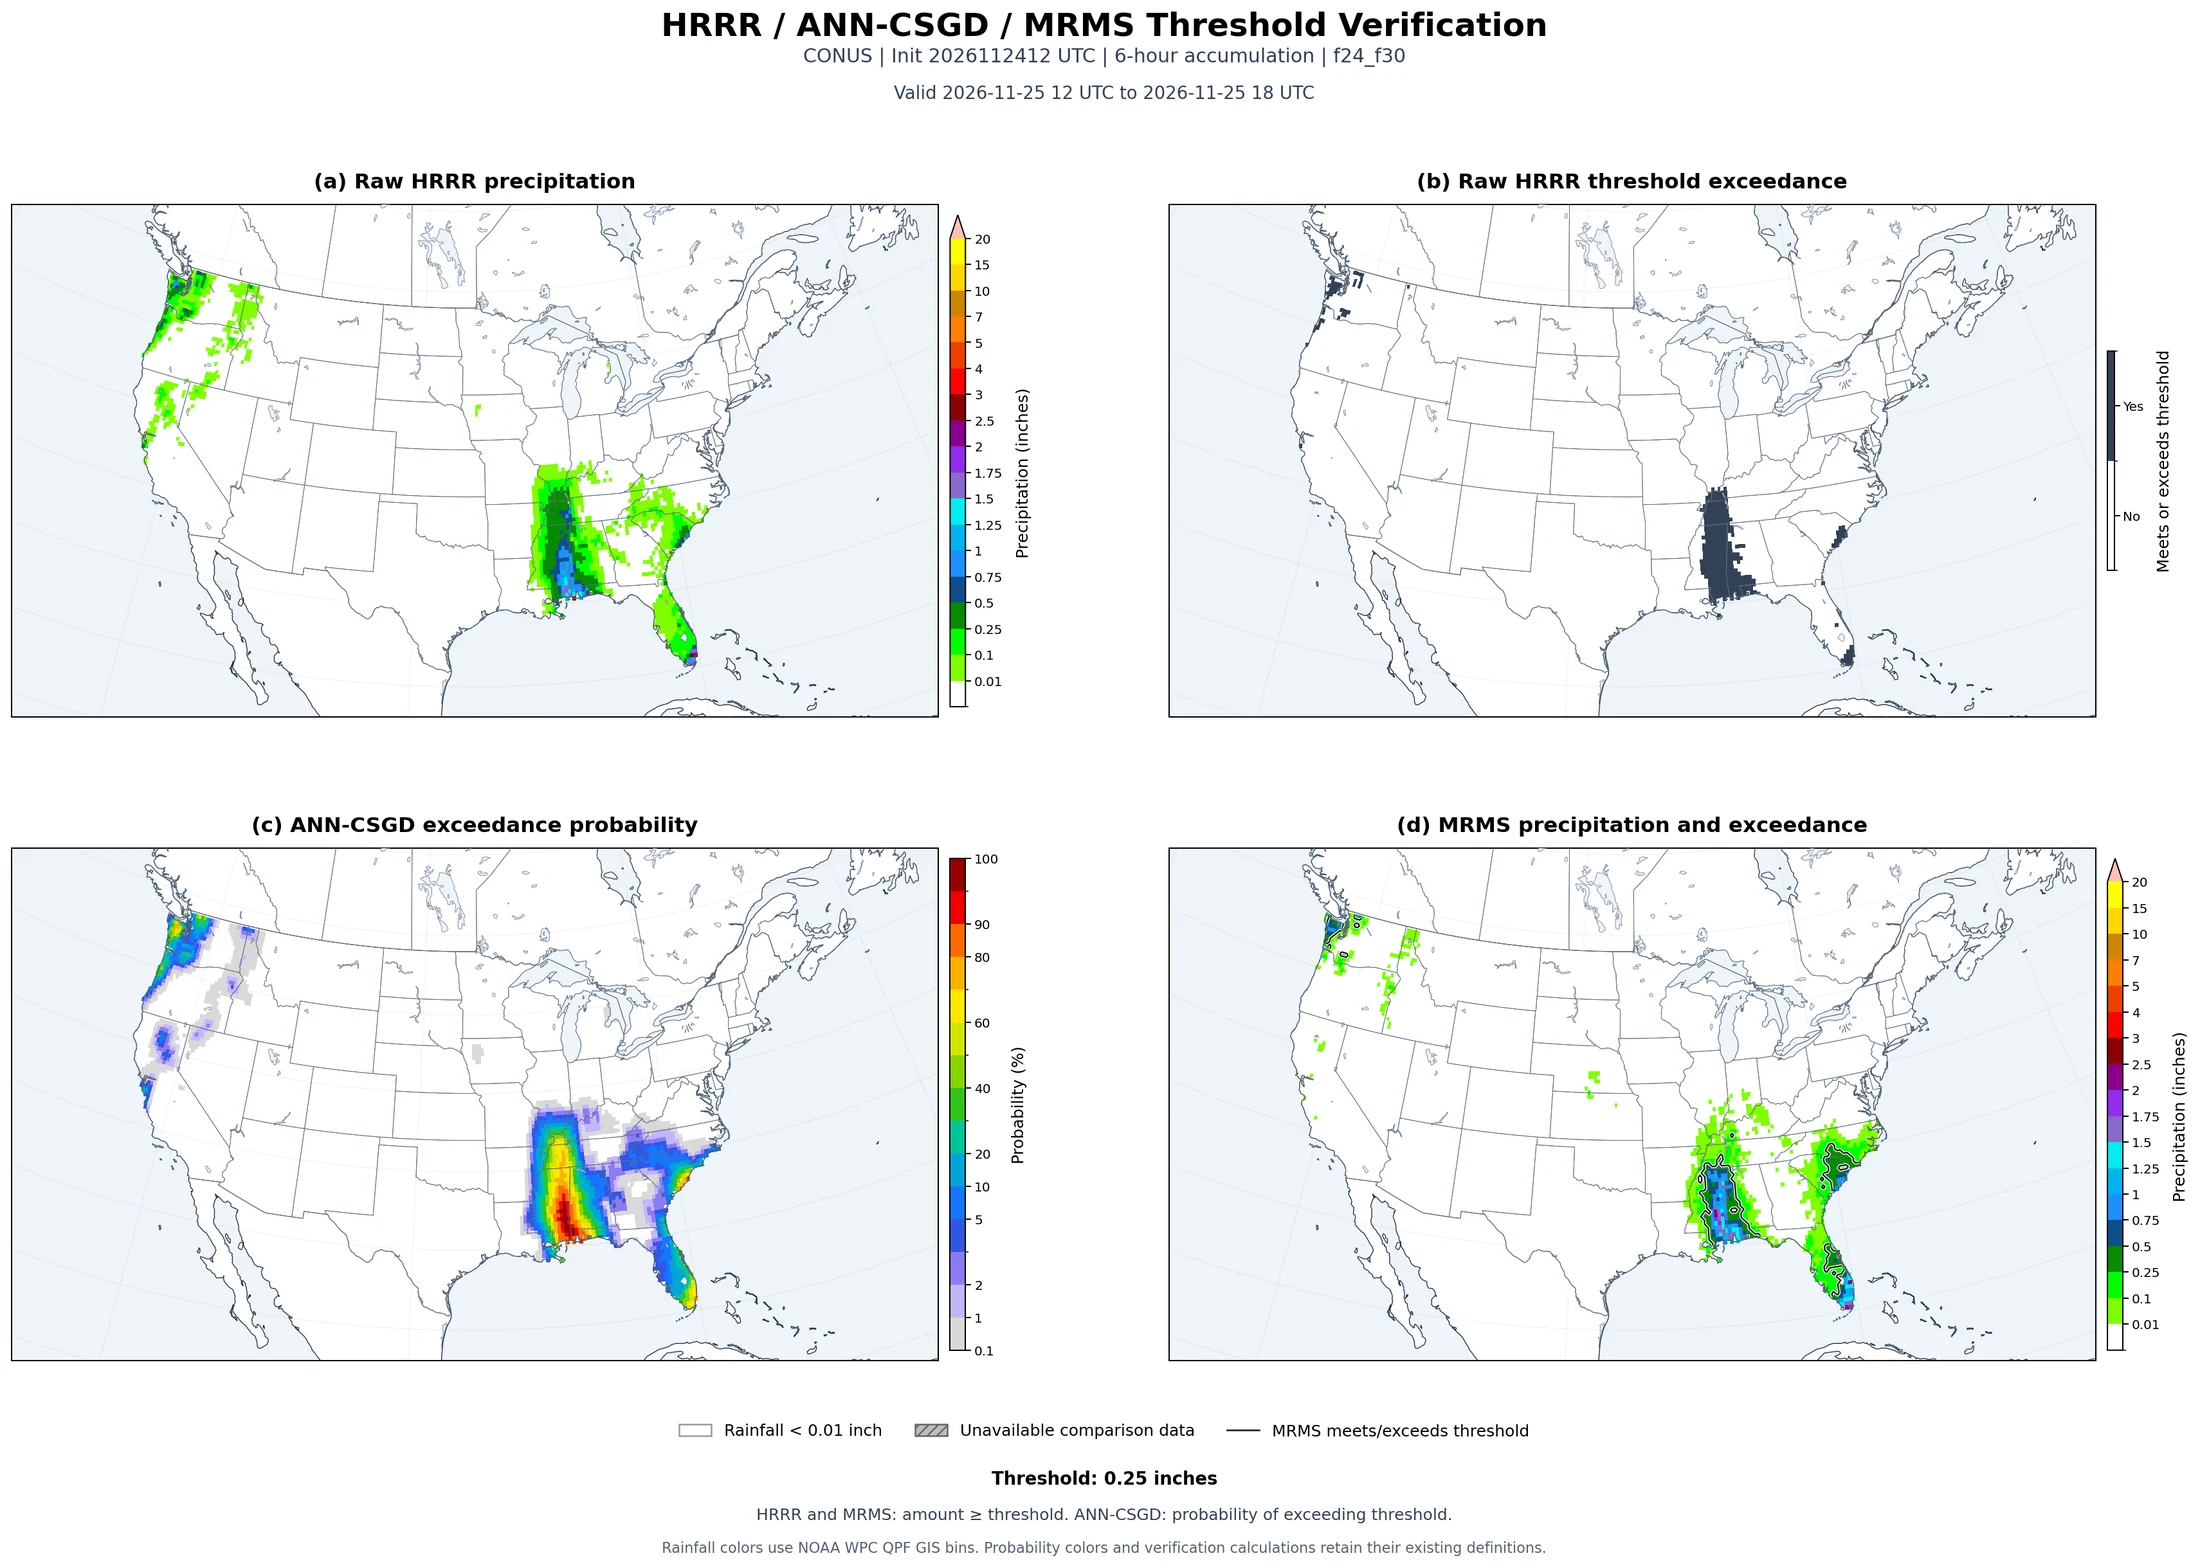 HRRR / ANN-CSGD / MRMS Threshold Verification
CONUS | Init 2026112412 UTC | 6-hour accumulation | f24_f30
Valid 2026-11-25 12 UTC to 2026-11-25 18 UTC
(a) Raw HRRR precipitation
20
15
10
7
5
4
3
2.5
2
1.75
1.5
1.25
1
0.75
0.5
0.25
0.1
0.01
Precipitation (inches)
(b) Raw HRRR threshold exceedance
Yes
No
Meets or exceeds threshold
(c) ANN-CSGD exceedance probability
100
90
80
60
40
20
10
5
2
1
0.1
Probability (%)
(d) MRMS precipitation and exceedance
20
15
10
7
5
4
3
2.5
2
1.75
1.5
1.25
1
0.75
0.5
0.25
0.1
0.01
Precipitation (inches)
Rainfall < 0.01 inch
Unavailable comparison data
MRMS meets/exceeds threshold
Threshold: 0.25 inches
HRRR and MRMS: amount ≥ threshold. ANN-CSGD: probability of exceeding threshold.
Rainfall colors use NOAA WPC QPF GIS bins. Probability colors and verification calculations retain their existing definitions.